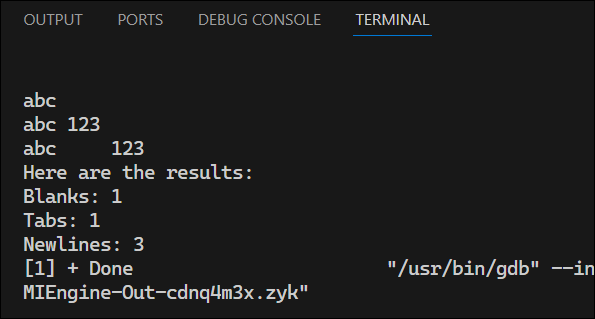 OUTPUT PORTS DEBUG CONSOLE TERMINAL
abc
abc 123
abc     123
Here are the results:
Blanks: 1
Tabs: 1
Newlines: 3
[1] + Done                       "/usr/bin/gdb" --in
MIEngine-Out-cdnq4m3x.zyk"